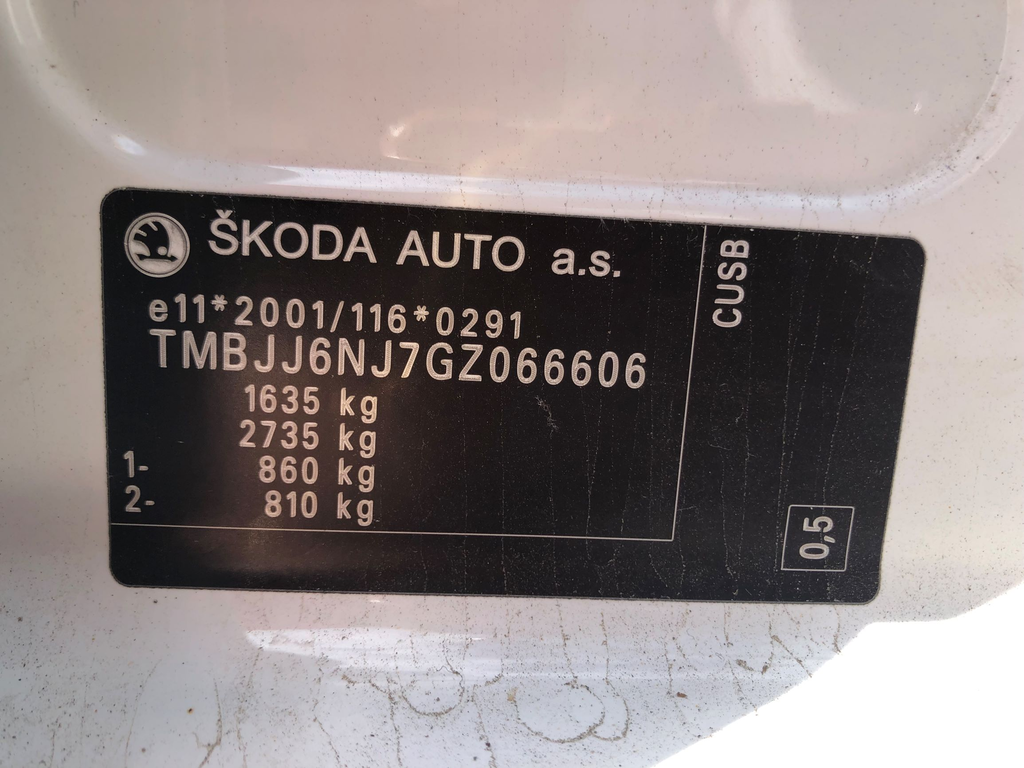 ŠKODA AUTO a.s.
e11*2001/116*0291
TMBJJ6NJ7GZ066606
1635 kg
2735 kg
1- 860 kg
2- 810 kg
CUSB
0,5